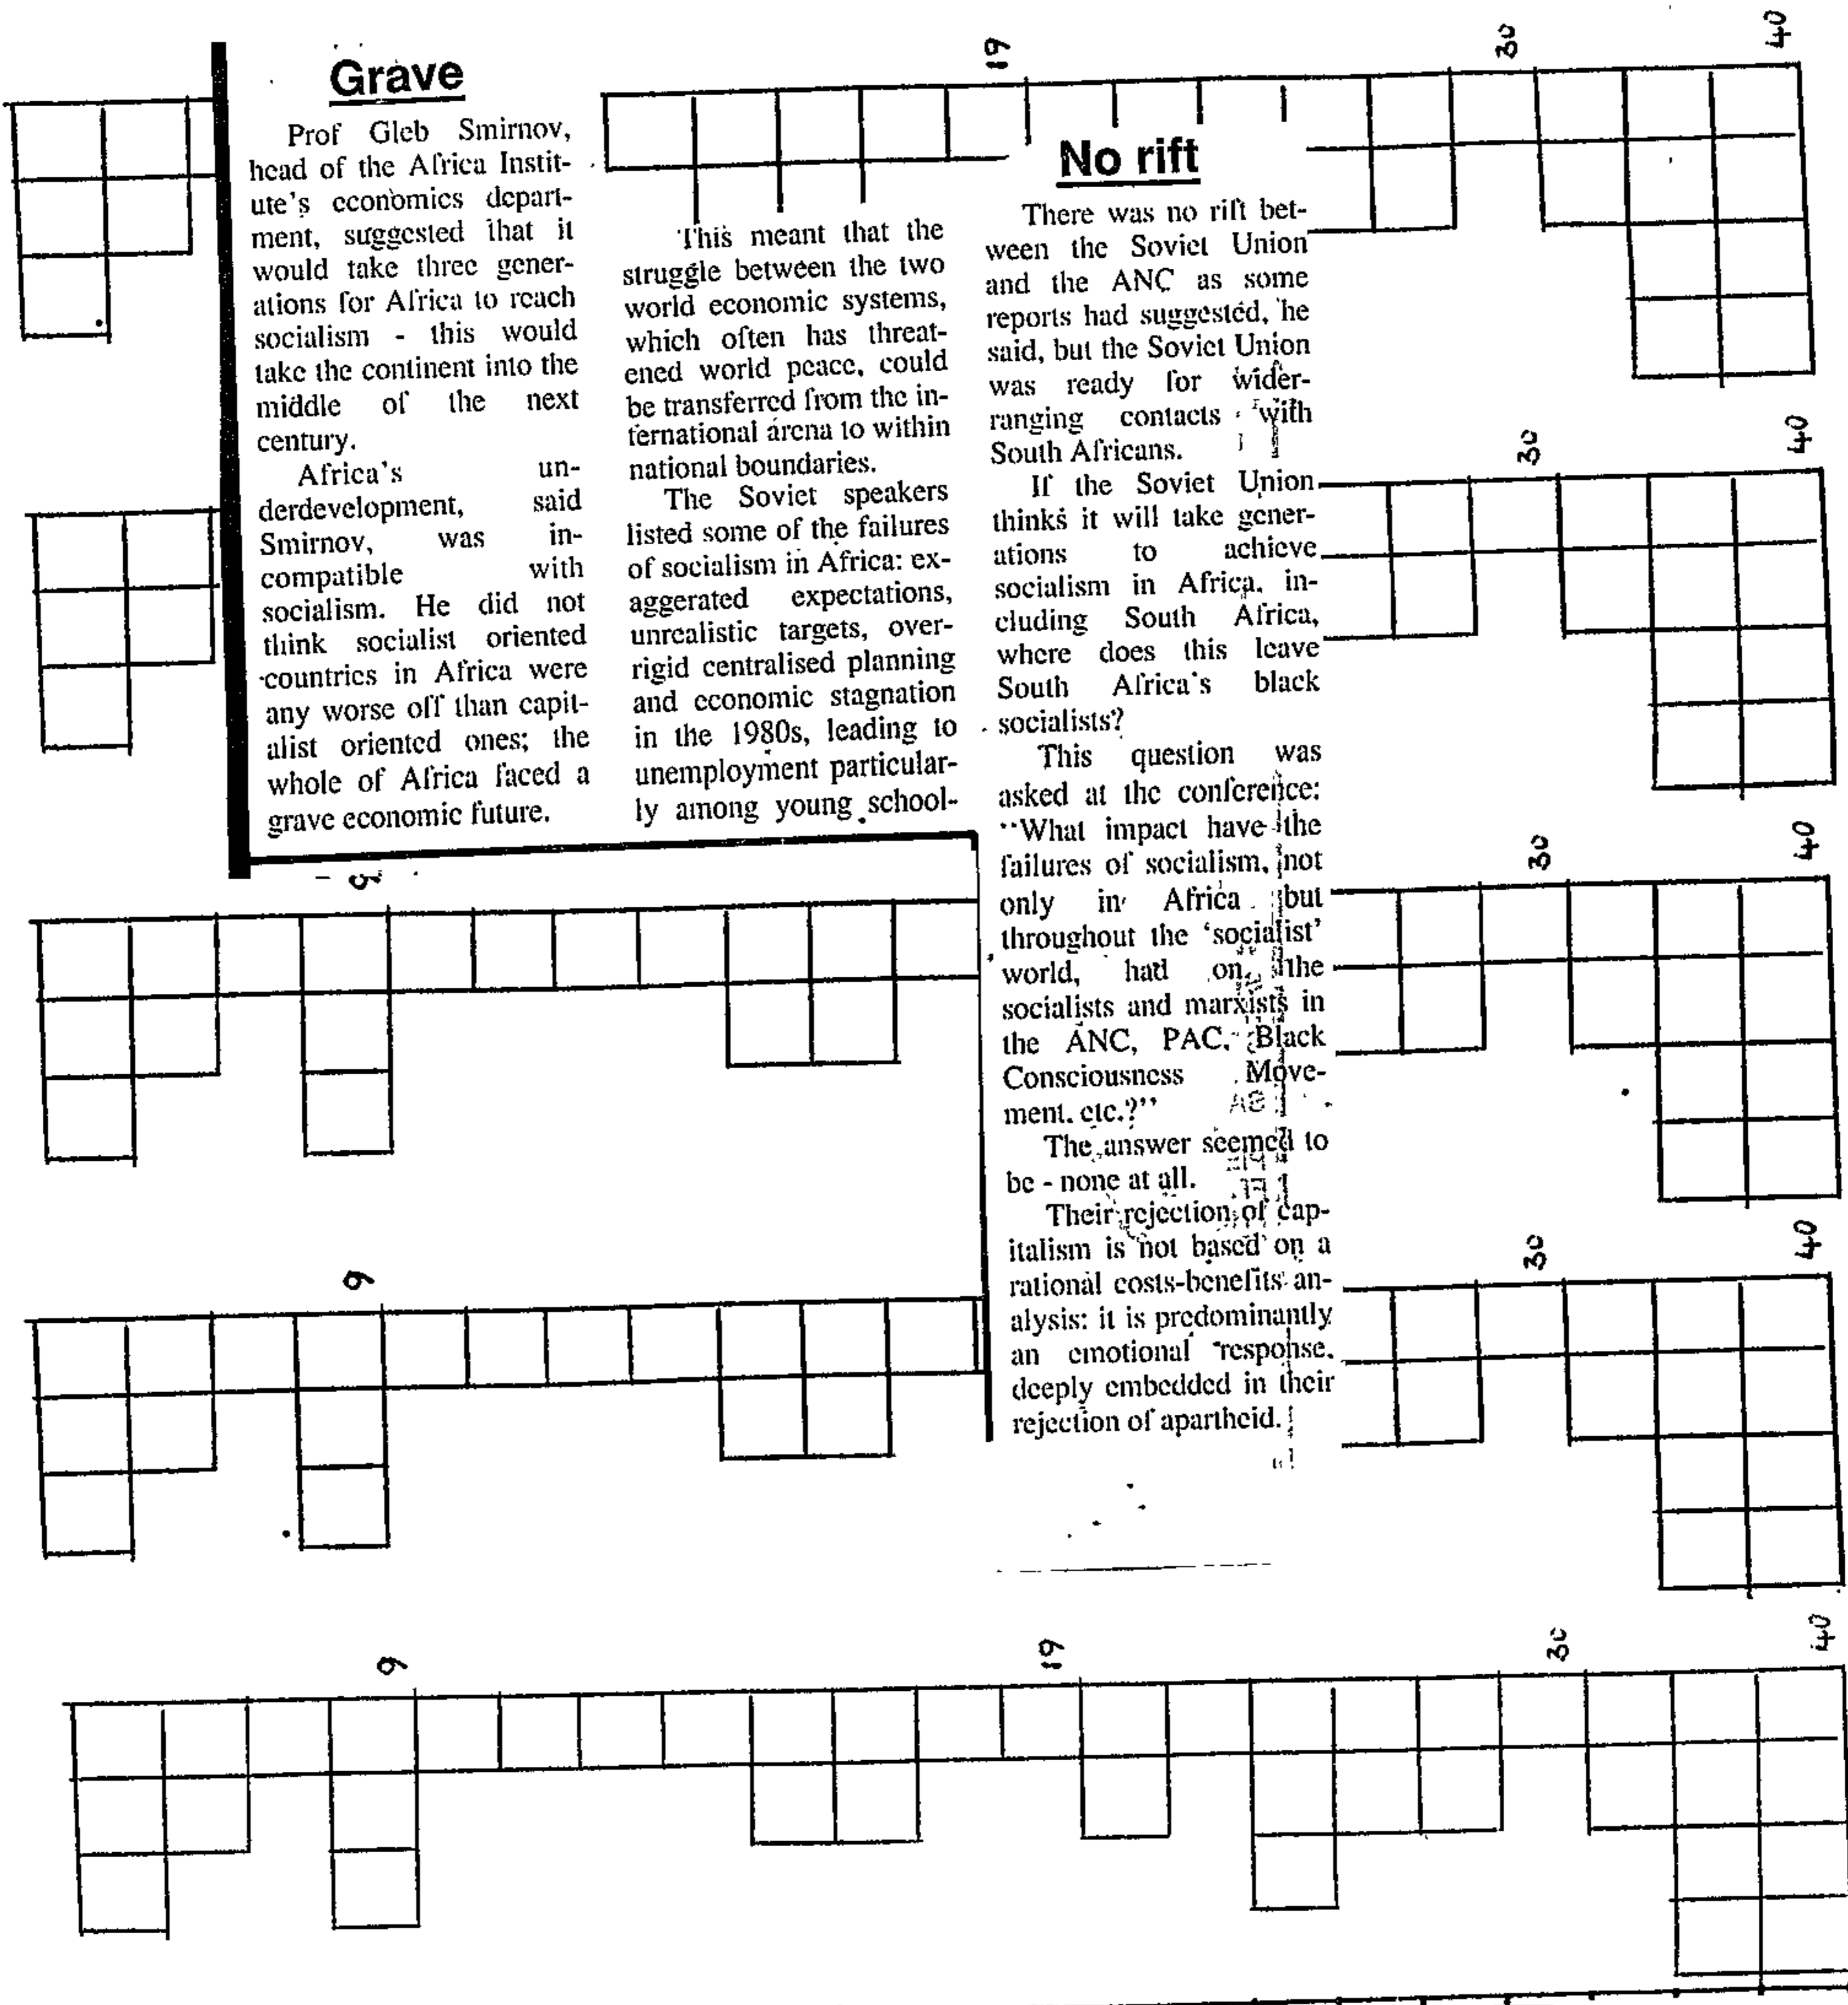 Grave
Prof Gleb Smirnov,
head of the Africa Instit-
ute's economics depart-
ment, suggested that it
would take three gener-
ations for Africa to reach
socialism - this would
take the continent into the
middle of the next
century.
Africa's un-
derdevelopment, said
Smirnov, was in-
compatible with
socialism. He did not
think socialist oriented
countries in Africa were
any worse off than capit-
alist oriented ones; the
whole of Africa faced a
grave economic future.
This meant that the
struggle between the two
world economic systems,
which often has threat-
ened world peace, could
be transferred from the in-
ternational arena to within
national boundaries.
The Soviet speakers
listed some of the failures
of socialism in Africa: ex-
aggerated expectations,
unrealistic targets, over-
rigid centralised planning
and economic stagnation
in the 1980s, leading to
unemployment particular-
ly among young school-
No rift
There was no rift bet-
ween the Soviet Union
and the ANC as some
reports had suggested, he
said, but the Soviet Union
was ready for wider-
ranging contacts with
South Africans.
If the Soviet Union
thinks it will take gener-
ations to achieve
socialism in Africa, in-
cluding South Africa,
where does this leave
South Africa's black
socialists?
This question was
asked at the conference:
"What impact have the
failures of socialism, not
only in Africa but
throughout the 'socialist'
world, had on the
socialists and marxists in
the ANC, PAC, Black
Consciousness Move-
ment, etc.?"
The answer seemed to
be - none at all.
Their rejection of cap-
italism is not based on a
rational costs-benefits an-
alysis: it is predominantly
an emotional response,
deeply embedded in their
rejection of apartheid.
19
30
40
30
40
30
40
9
30
40
9
19
30
40